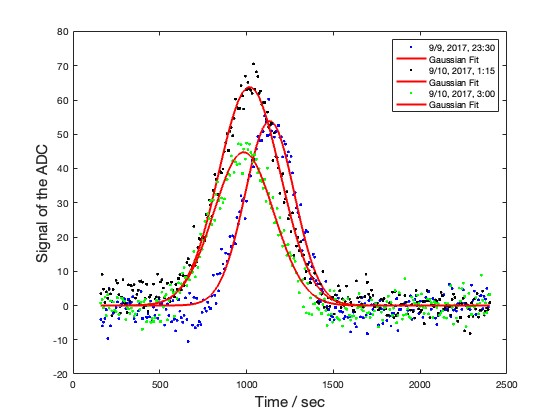 80
70
60
50
40
30
20
10
0
-10
-20
Signal of the ADC
0
500
1000
1500
2000
2500
Time / sec
9/9, 2017, 23:30
Gaussian Fit
9/10, 2017, 1:15
Gaussian Fit
9/10, 2017, 3:00
Gaussian Fit